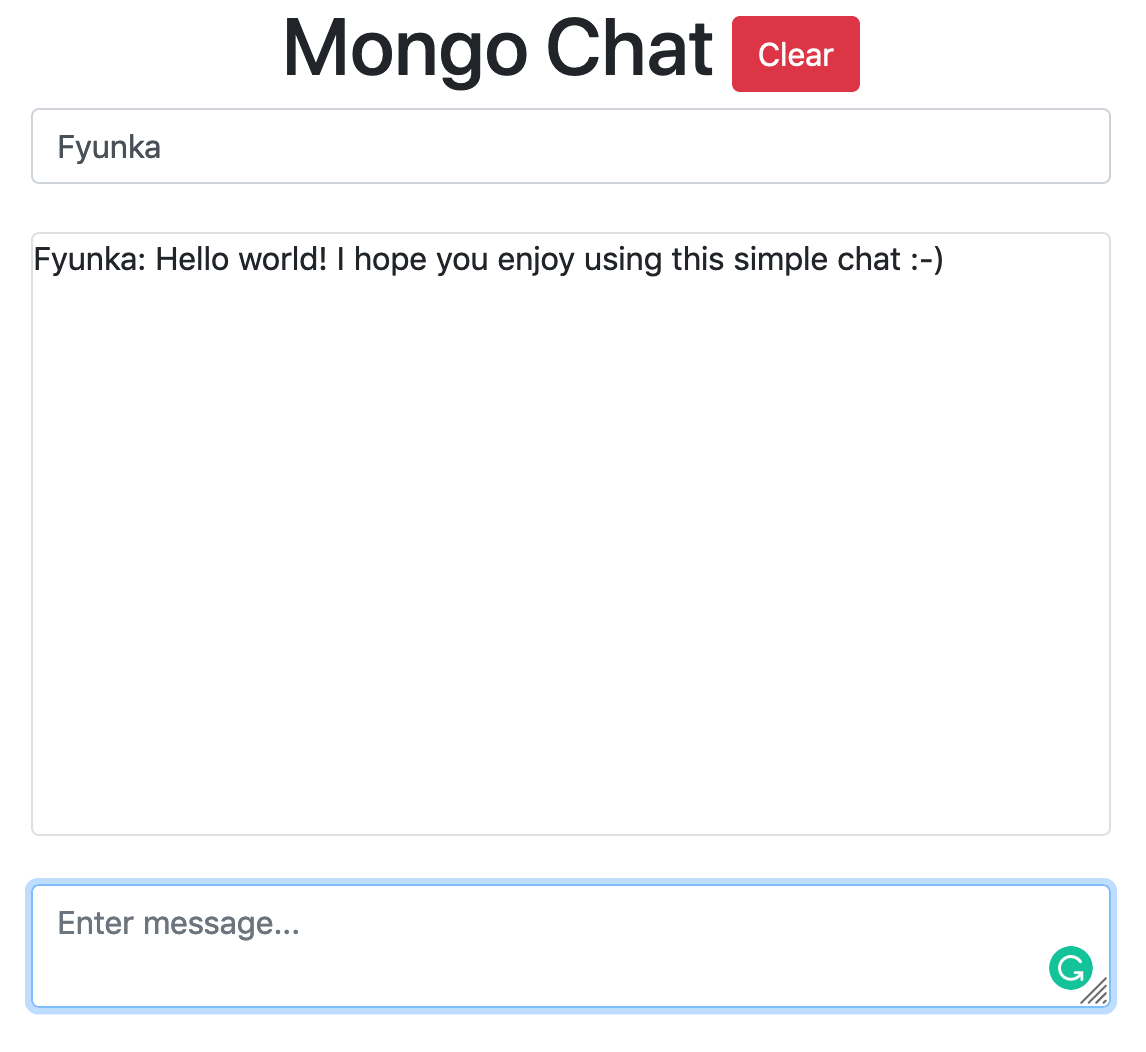 Mongo Chat Clear
Fyunka
Fyunka: Hello world! I hope you enjoy using this simple chat :-)
Enter message...